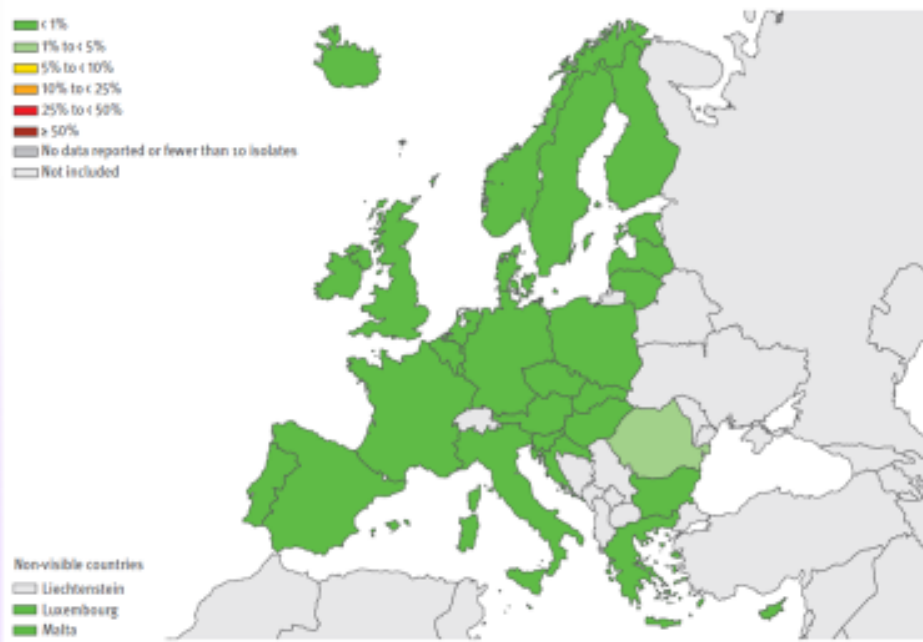 < 1%
1% to < 5%
5% to < 10%
10% to < 25%
25% to < 50%
≥ 50%
No data reported or fewer than 10 isolates
Not included
Non-visible countries
Liechtenstein
Luxembourg
Malta